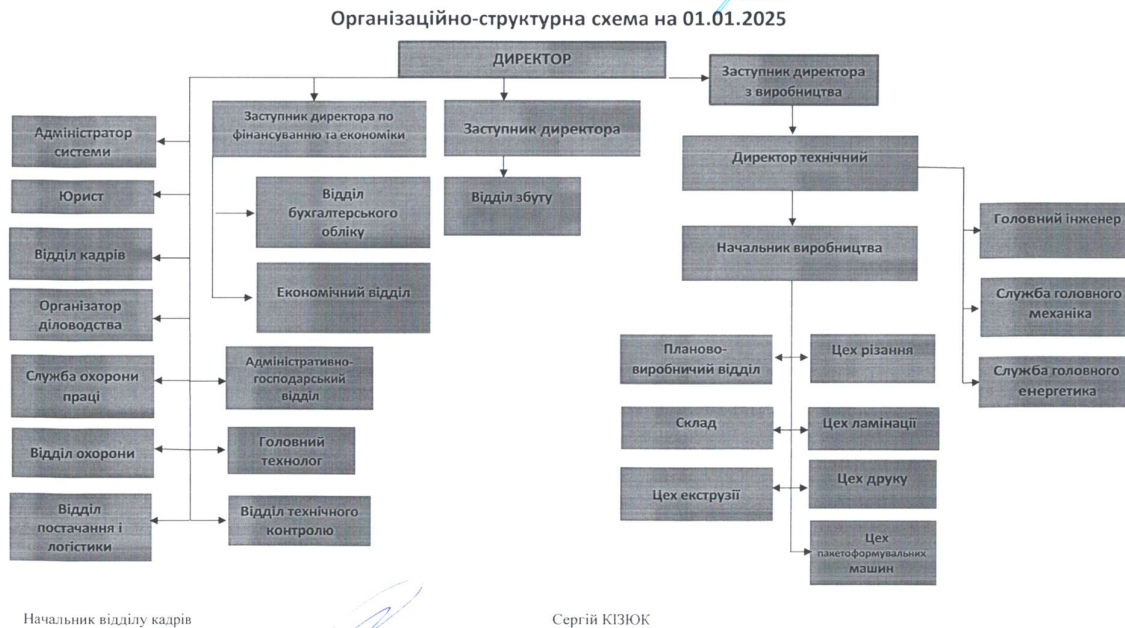 Організаційно-структурна схема на 01.01.2025
ДИРЕКТОР
Заступник директора
з виробництва
Заступник директора по
фінансуванню та економіки
Заступник директора
Адміністратор
системи
Директор технічний
Юрист
Відділ
бухгалтерського
обліку
Відділ збуту
Головний інженер
Відділ кадрів
Начальник виробництва
Економічний відділ
Організатор
діловодства
Служба головного
механіка
Служба охорони
праці
Адміністративно-
господарський
відділ
Планово-
виробничий відділ
Цех різання
Служба головного
енергетика
Відділ охорони
Головний
технолог
Склад
Цех ламінації
Цех екструзії
Цех друку
Відділ
постачання і
логістики
Відділ технічного
контролю
Цех
пакетоформувальних
машин
Начальник відділу кадрів
Сергій КІЗЮК